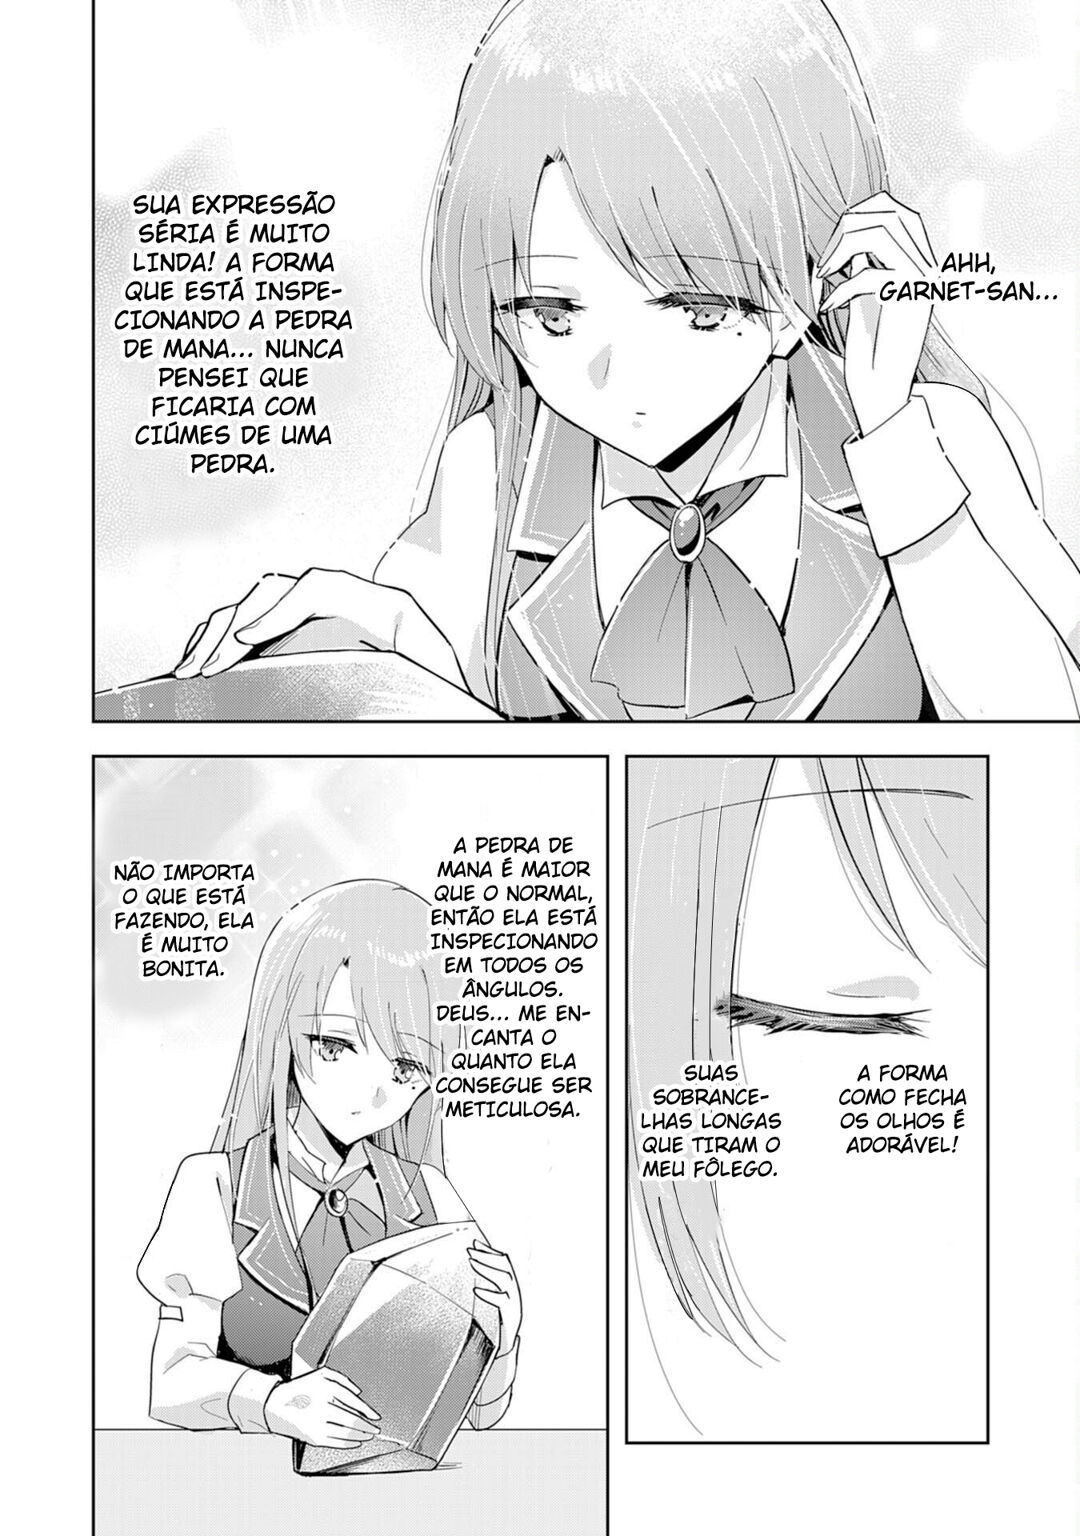 AHH,
GARNET-SAN...
SUA EXPRESSÃO
SÉRIA É MUITO
LINDA! A FORMA
QUE ESTÁ INSPE-
CIONANDO A PEDRA
DE MANA... NUNCA
PENSEI QUE
FICARIA COM
CIÚMES DE UMA
PEDRA.
A FORMA
COMO FECHA
OS OLHOS É
ADORÁVEL!
SUAS
SOBRANCE-
LHAS LONGAS
QUE TIRAM O
MEU FÔLEGO.
A PEDRA DE
MANA É MAIOR
QUE O NORMAL,
ENTÃO ELA ESTÁ
INSPECIONANDO
EM TODOS OS
ÂNGULOS.
DEUS... ME EN-
CANTA O
QUANTO ELA
CONSEGUE SER
METICULOSA.
NÃO IMPORTA
O QUE ESTÁ
FAZENDO, ELA
É MUITO
BONITA.